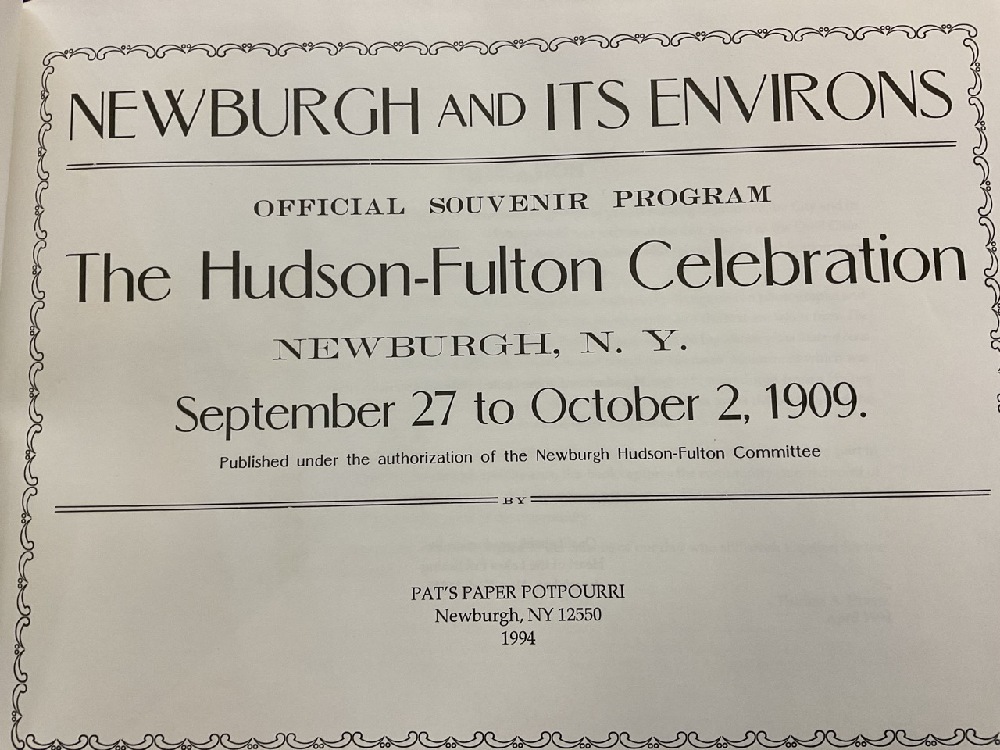 NEWBURGH AND ITS ENVIRONS
OFFICIAL SOUVENIR PROGRAM
The Hudson-Fulton Celebration
NEWBURGH, N. Y.
September 27 to October 2, 1909.
Published under the authorization of the Newburgh Hudson-Fulton Committee
BY
PAT'S PAPER POTPOURRI
Newburgh, NY 12550
1994